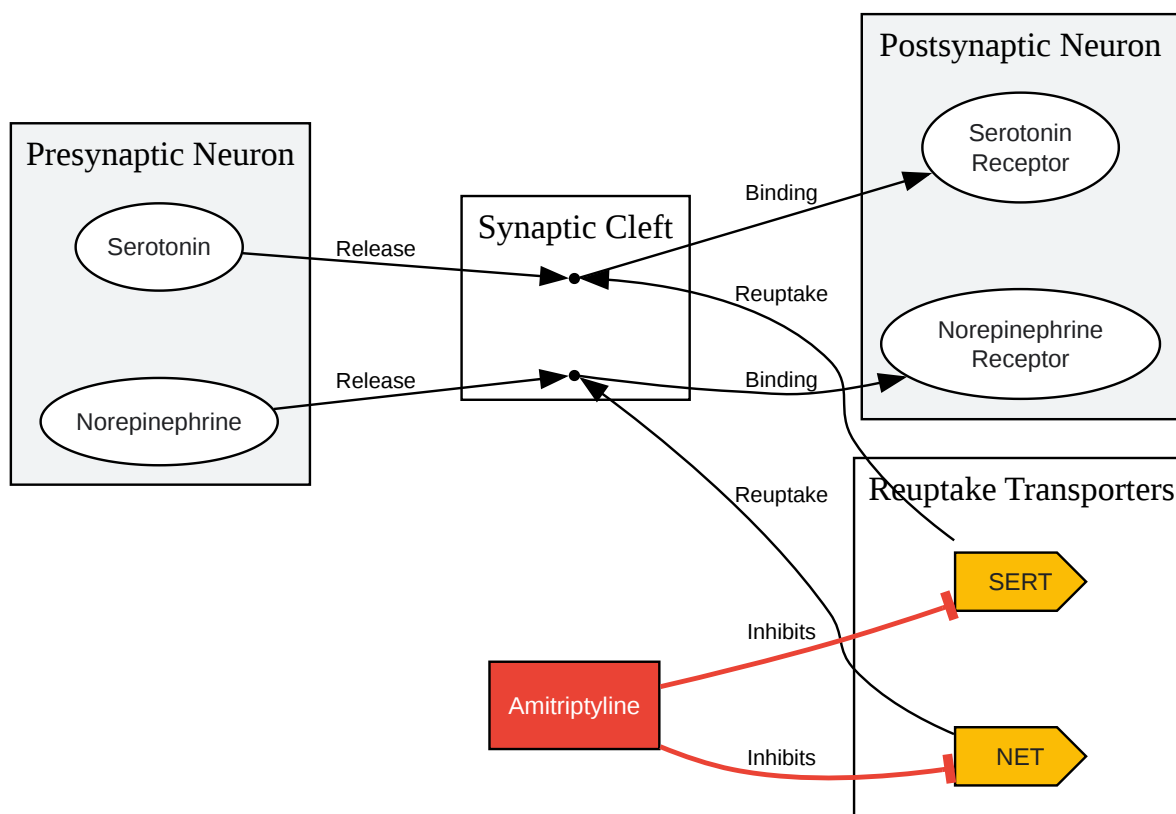 Postsynaptic Neuron
Serotonin
Receptor
Presynaptic Neuron
Binding
Synaptic Cleft
Serotonin
Release
Reuptake
Norepinephrine
Receptor
Release
Binding
Norepinephrine
Reuptake
Reuptake Transporters
SERT
Inhibits
Amitriptyline
Inhibits
NET